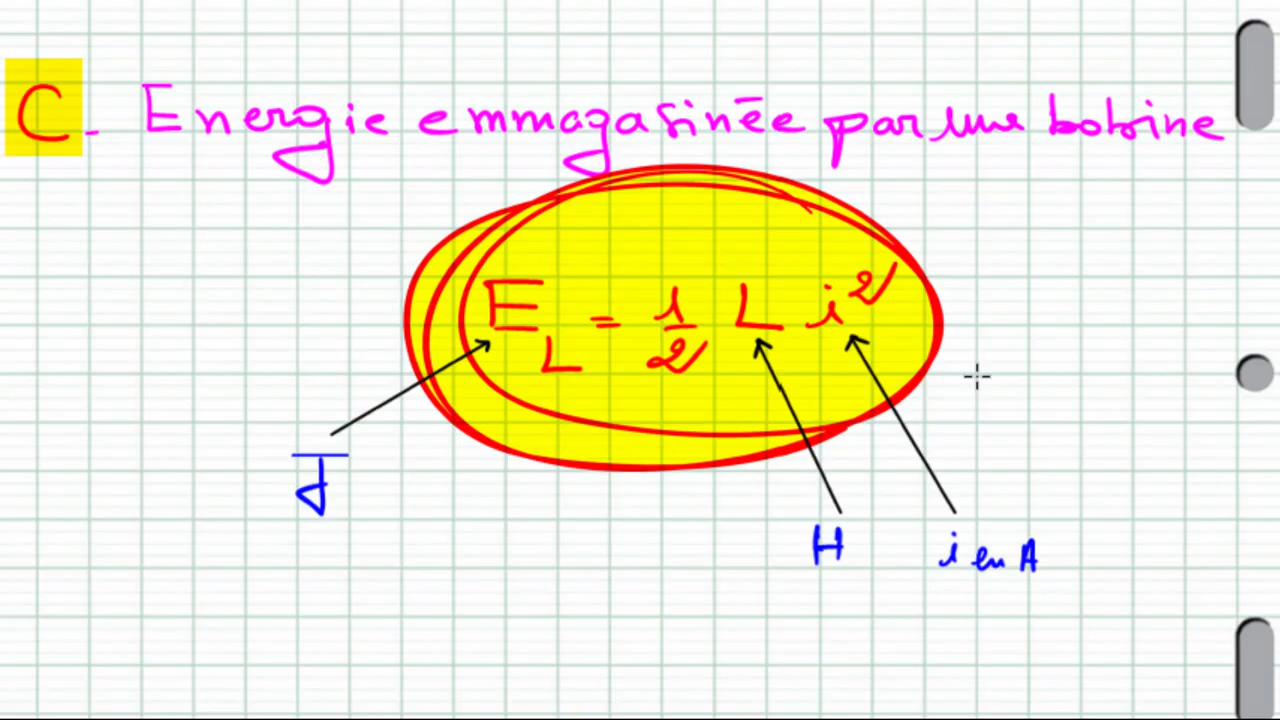 C. Energie emmagasinée par une bobine
E_L = 1/2 L i²
J
H i en A